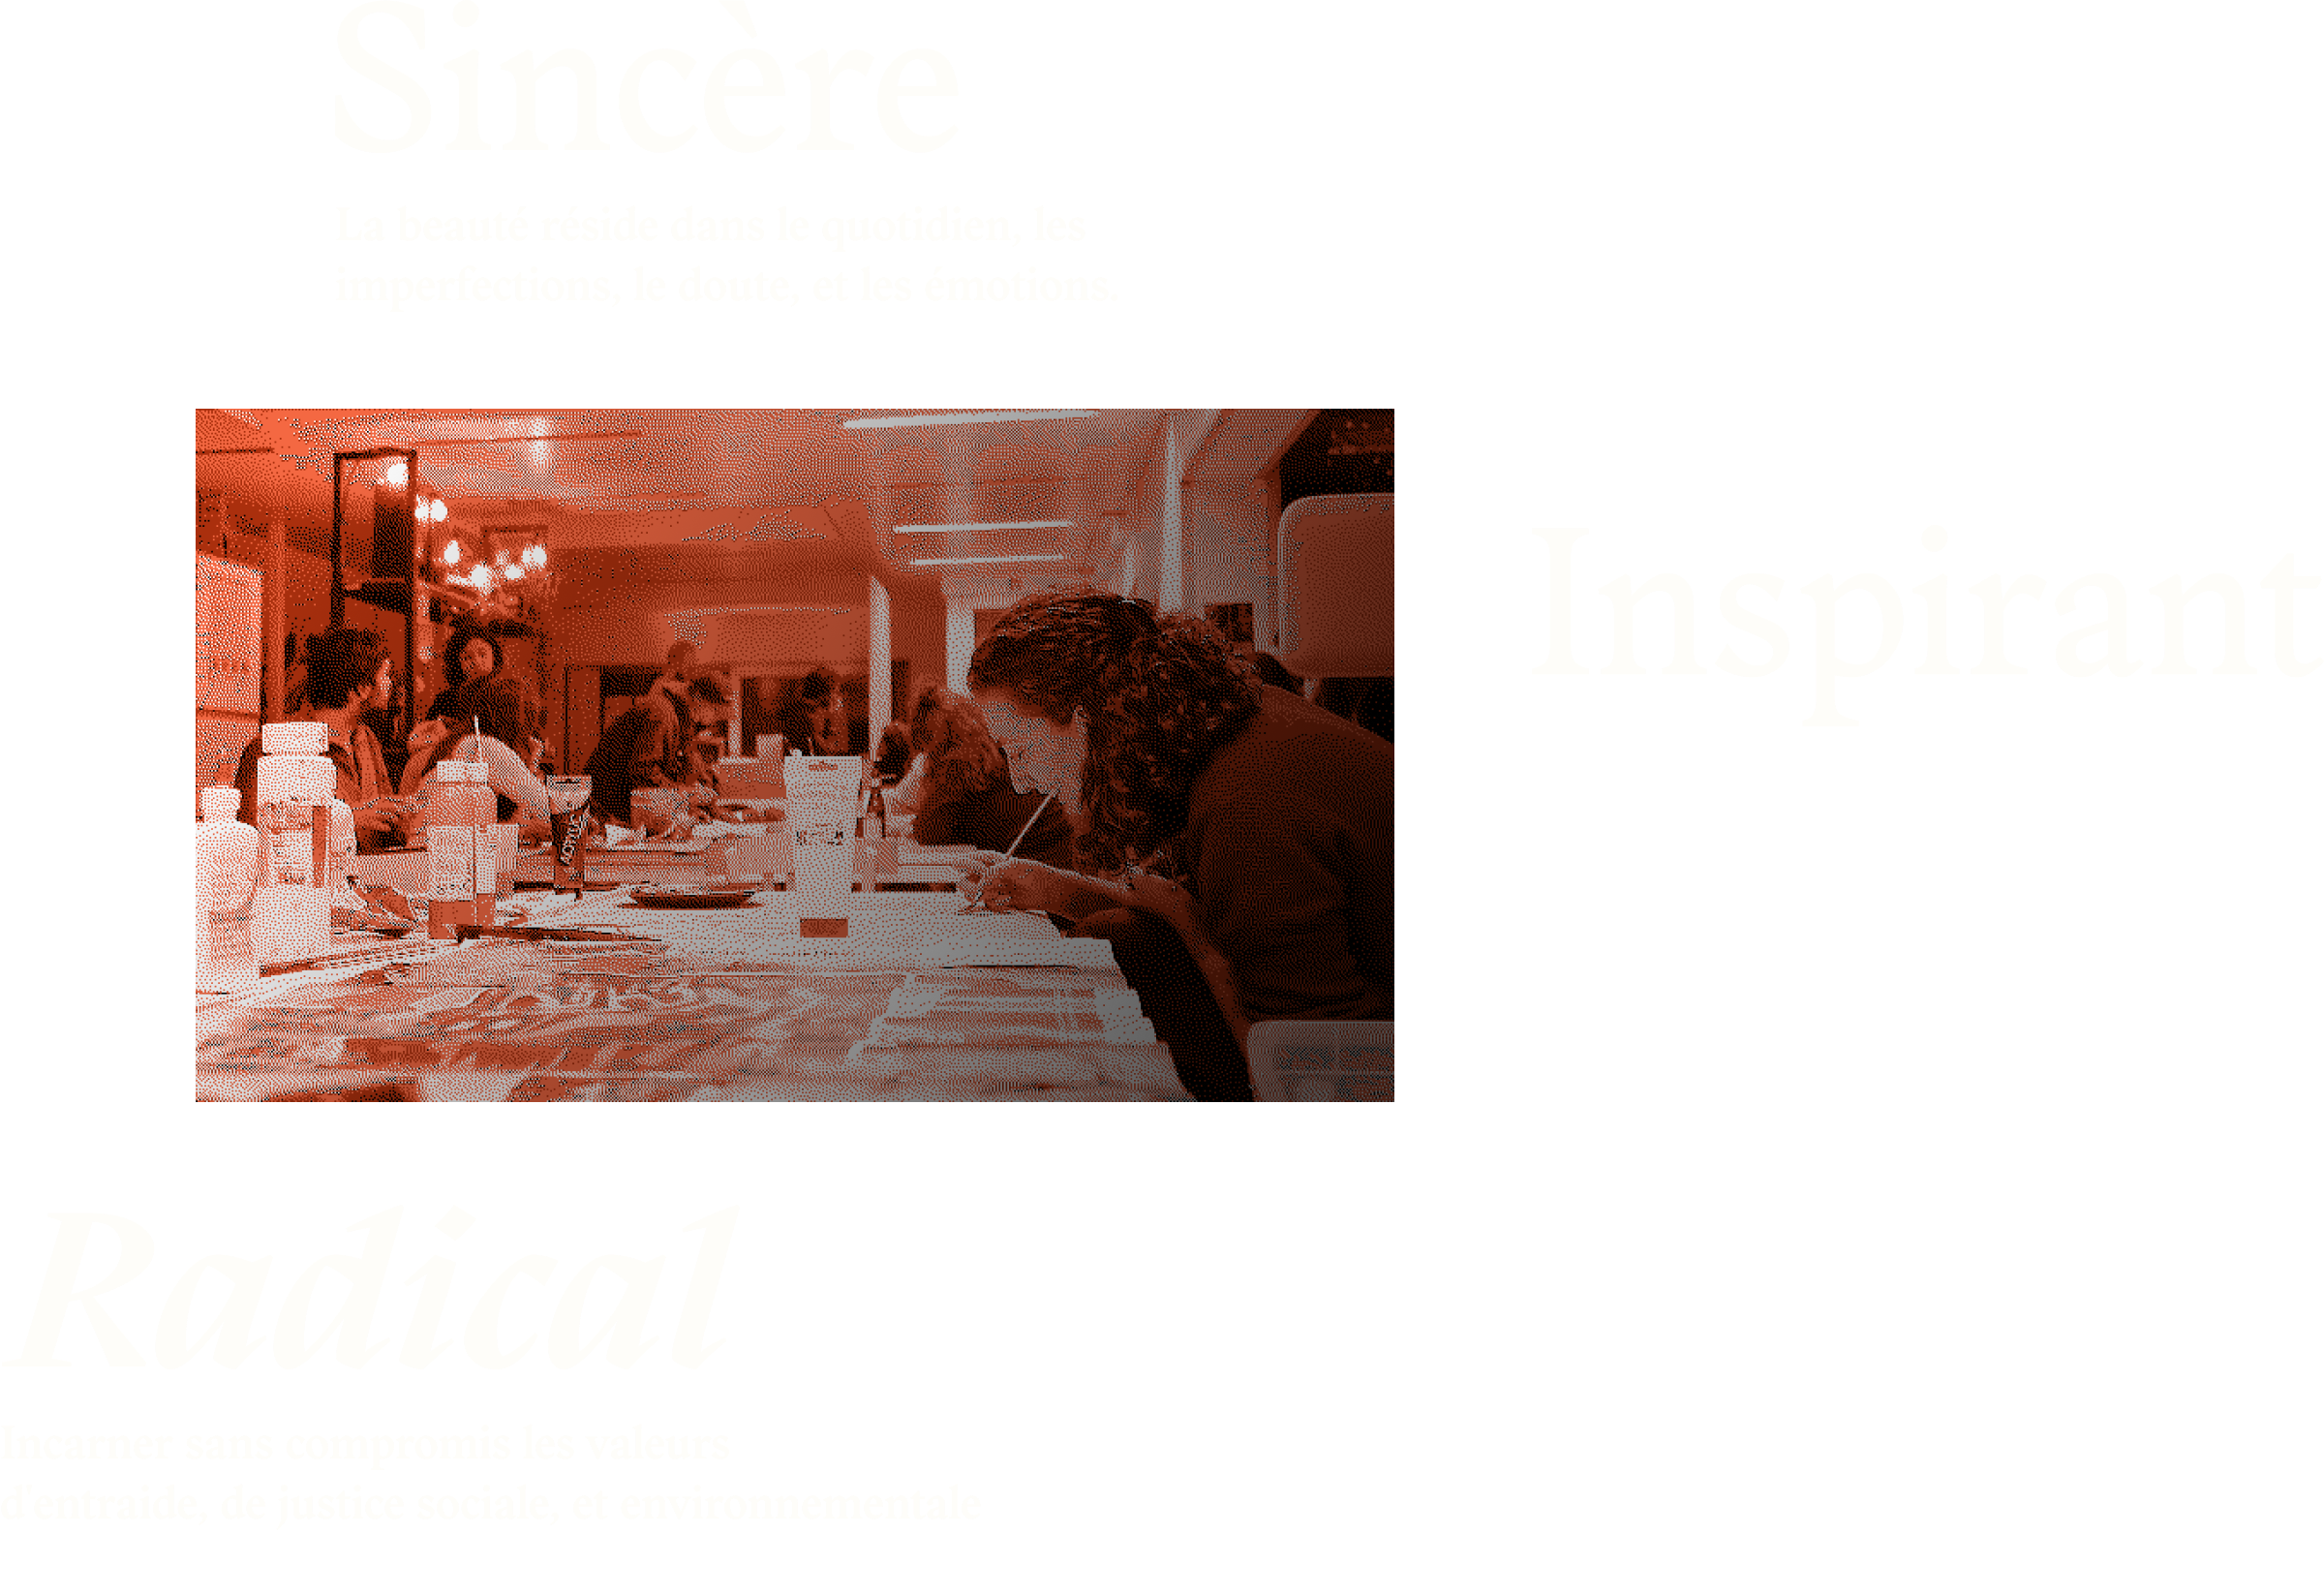 Sincère
La beauté réside dans le quotidien, les
imperfections, le doute, et les émotions.
Inspirant
ACRYLIC
Radical
Incarner sans compromis les valeurs
d'entraide, de justice sociale, et environnementale